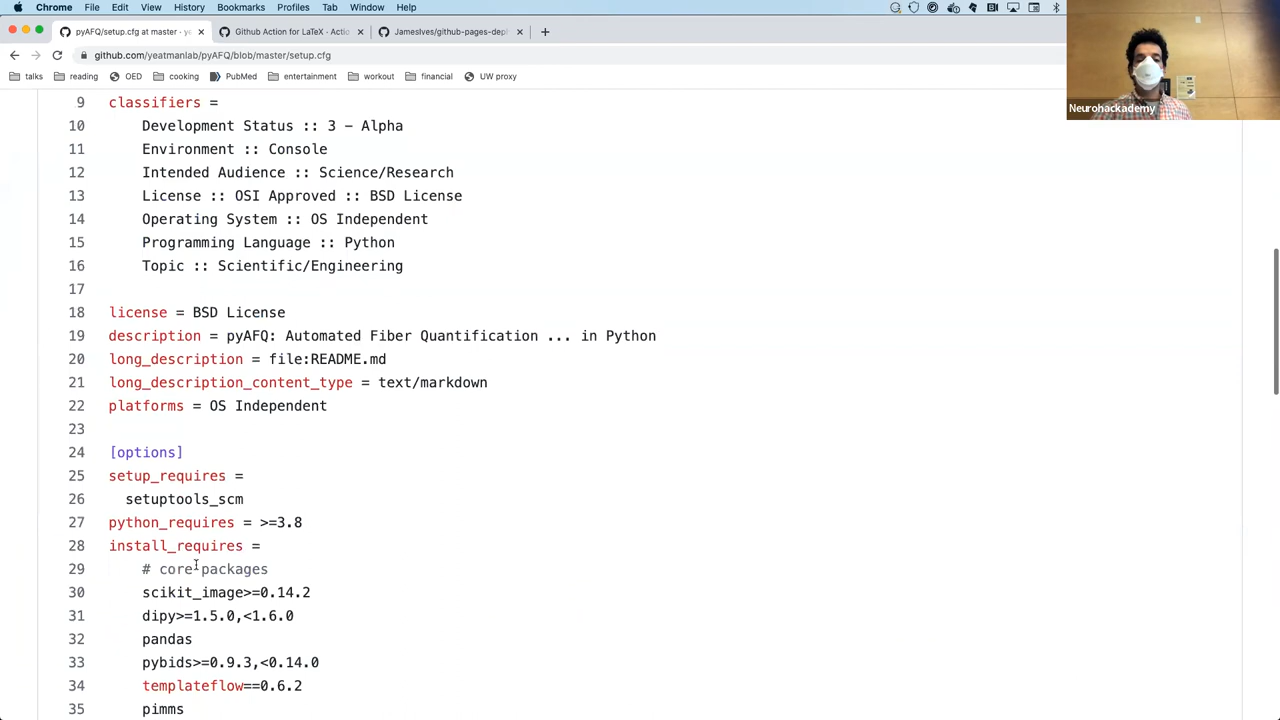 Chrome File Edit View History Bookmarks Profiles Tab Window Help
pyAFQ/setup.cfg at master · ye
Github Action for LaTeX · Actio
JamesIves/github-pages-depl
github.com/yeatmanlab/pyAFQ/blob/master/setup.cfg
talks reading OED cooking PubMed entertainment workout financial UW proxy
Neurohackademy
9 classifiers =
10 Development Status :: 3 - Alpha
11 Environment :: Console
12 Intended Audience :: Science/Research
13 License :: OSI Approved :: BSD License
14 Operating System :: OS Independent
15 Programming Language :: Python
16 Topic :: Scientific/Engineering
17
18 license = BSD License
19 description = pyAFQ: Automated Fiber Quantification ... in Python
20 long_description = file:README.md
21 long_description_content_type = text/markdown
22 platforms = OS Independent
23
24 [options]
25 setup_requires =
26 setuptools_scm
27 python_requires = >=3.8
28 install_requires =
29 # core packages
30 scikit_image>=0.14.2
31 dipy>=1.5.0,<1.6.0
32 pandas
33 pybids>=0.9.3,<0.14.0
34 templateflow==0.6.2
35 pimms